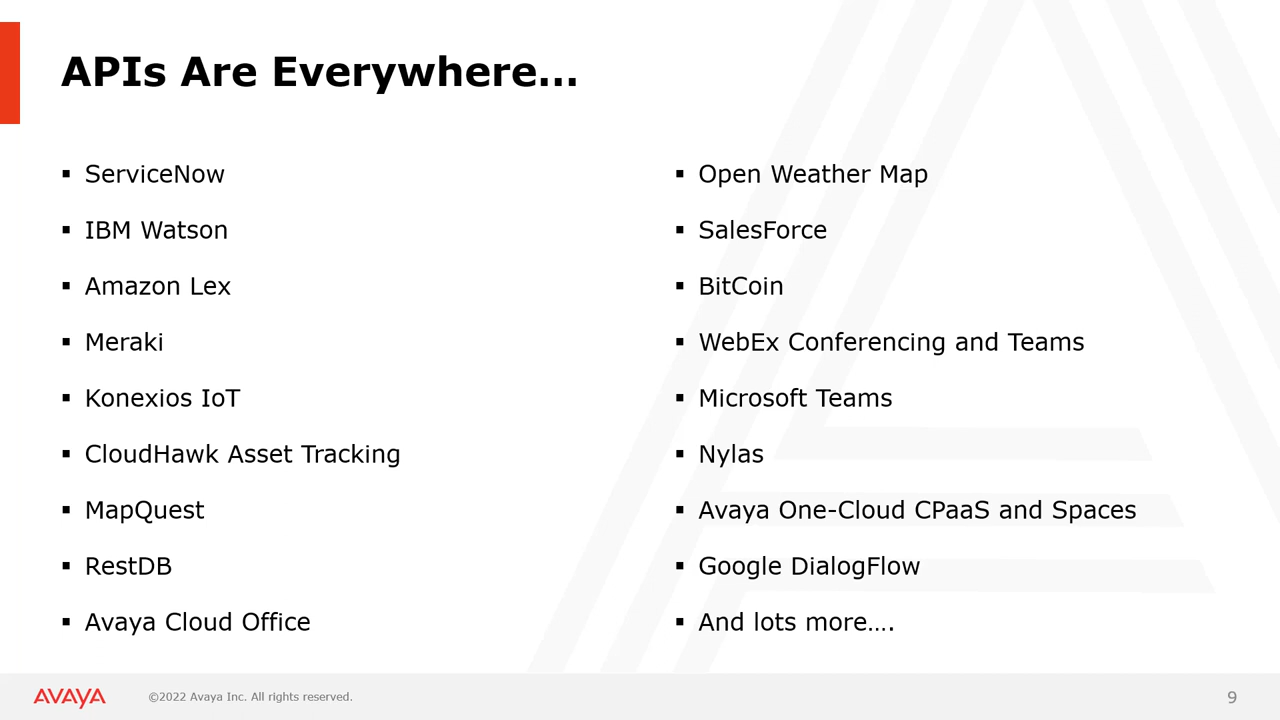 APIs Are Everywhere...
▪ ServiceNow
▪ IBM Watson
▪ Amazon Lex
▪ Meraki
▪ Konexios IoT
▪ CloudHawk Asset Tracking
▪ MapQuest
▪ RestDB
▪ Avaya Cloud Office
▪ Open Weather Map
▪ SalesForce
▪ BitCoin
▪ WebEx Conferencing and Teams
▪ Microsoft Teams
▪ Nylas
▪ Avaya One-Cloud CPaaS and Spaces
▪ Google DialogFlow
▪ And lots more....
AVAYA
©2022 Avaya Inc. All rights reserved.
9